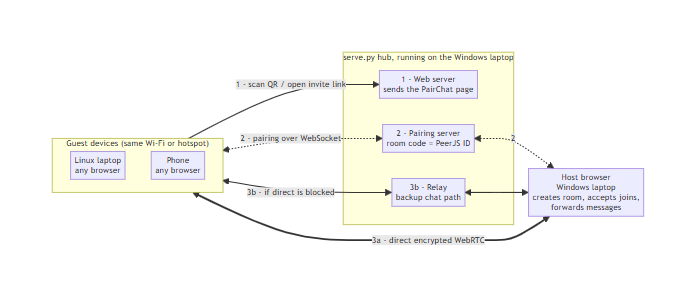 serve.py hub, running on the Windows laptop
1 - scan QR / open invite link
1 - Web server
sends the PairChat page
Guest devices (same Wi-Fi or hotspot)
Linux laptop
any browser
Phone
any browser
2 - pairing over WebSocket
2 - Pairing server
room code = PeerJS ID
2
3b - if direct is blocked
3b - Relay
backup chat path
Host browser
Windows laptop
creates room, accepts joins,
forwards messages
3a - direct encrypted WebRTC